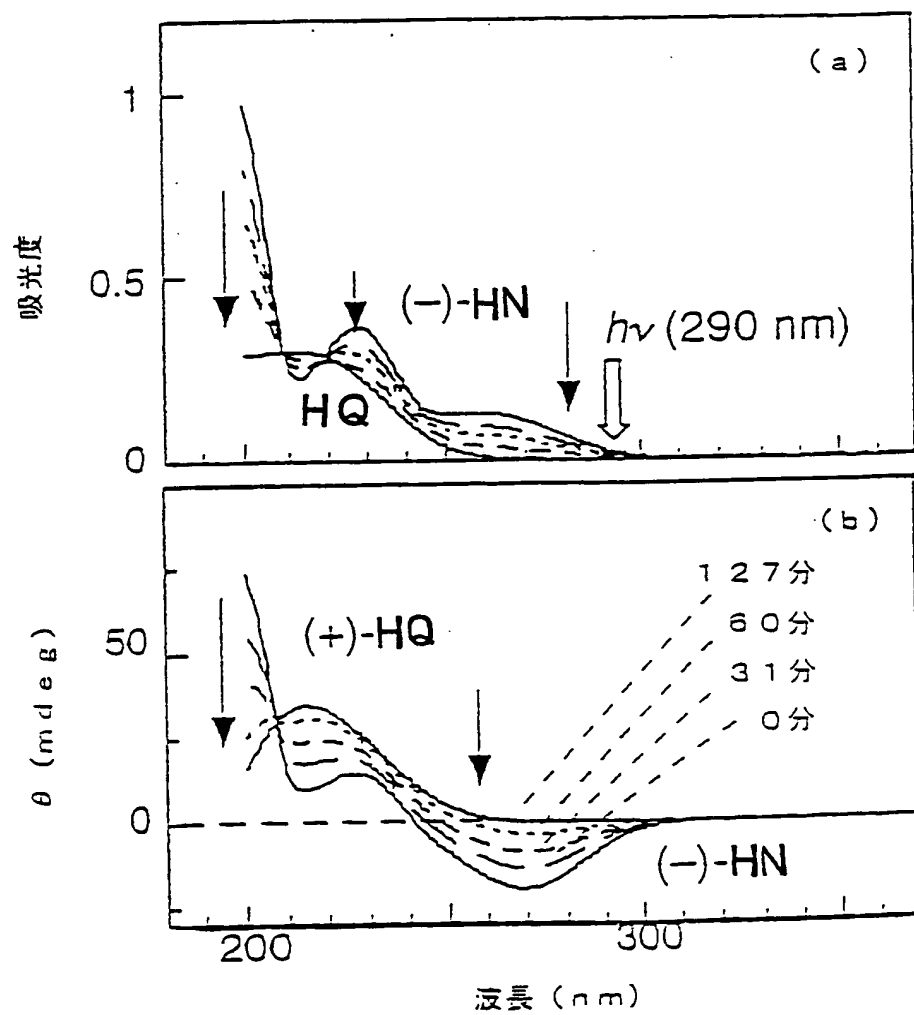 (a)
1
吸光度
0.5
(−)-HN
hν (290 nm)
HQ
0
(b)
127分
60分
31分
0分
50
(+)-HQ
θ (mdeg)
0
(−)-HN
200
300
波長 (nm)